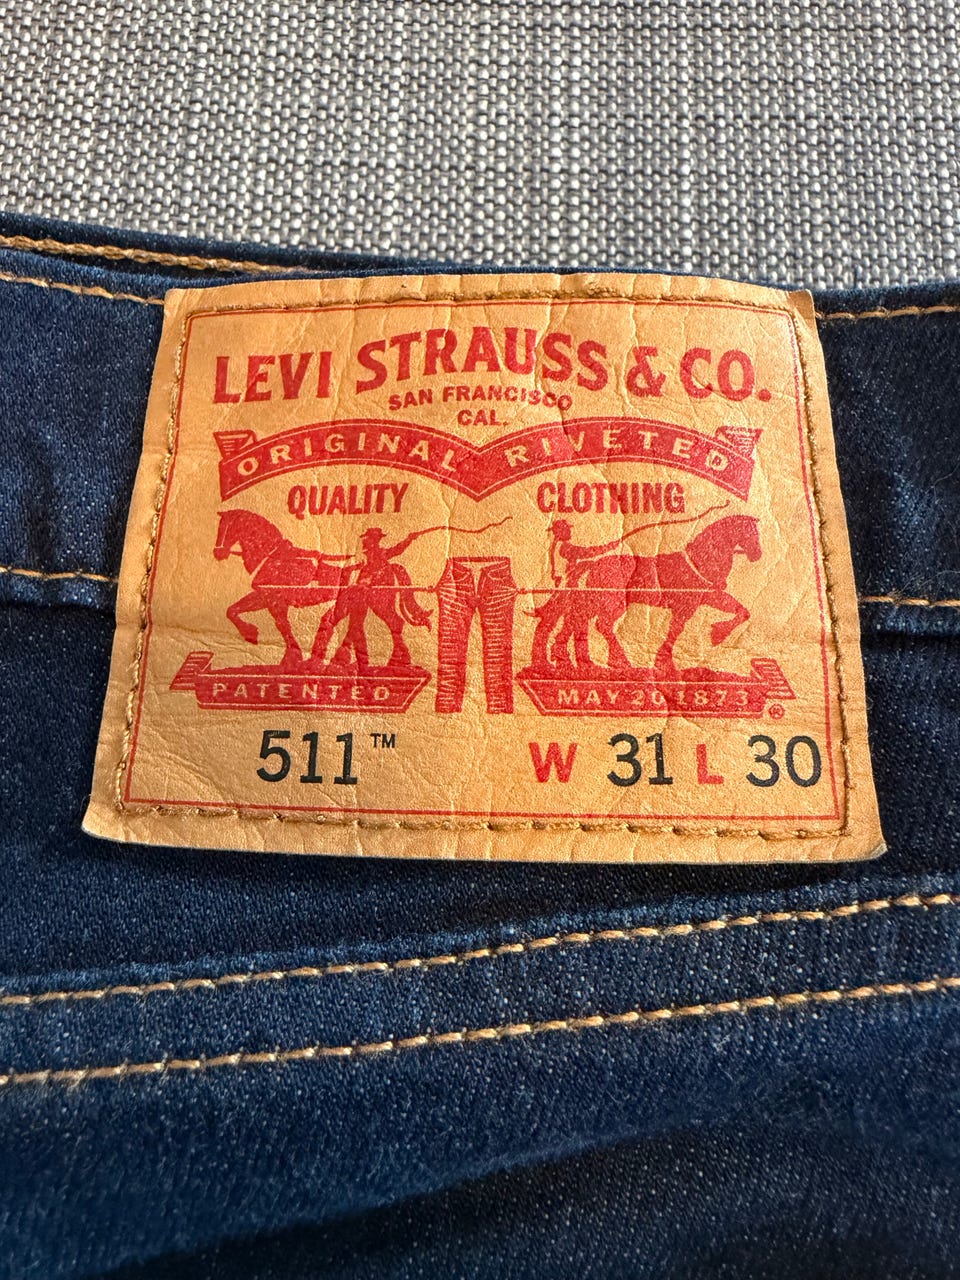 LEVI STRAUSS & CO.
SAN FRANCISCO
CAL.
ORIGINAL RIVETED
QUALITY CLOTHING
PATENTED MAY 20 1873 ®
511™ W 31 L 30